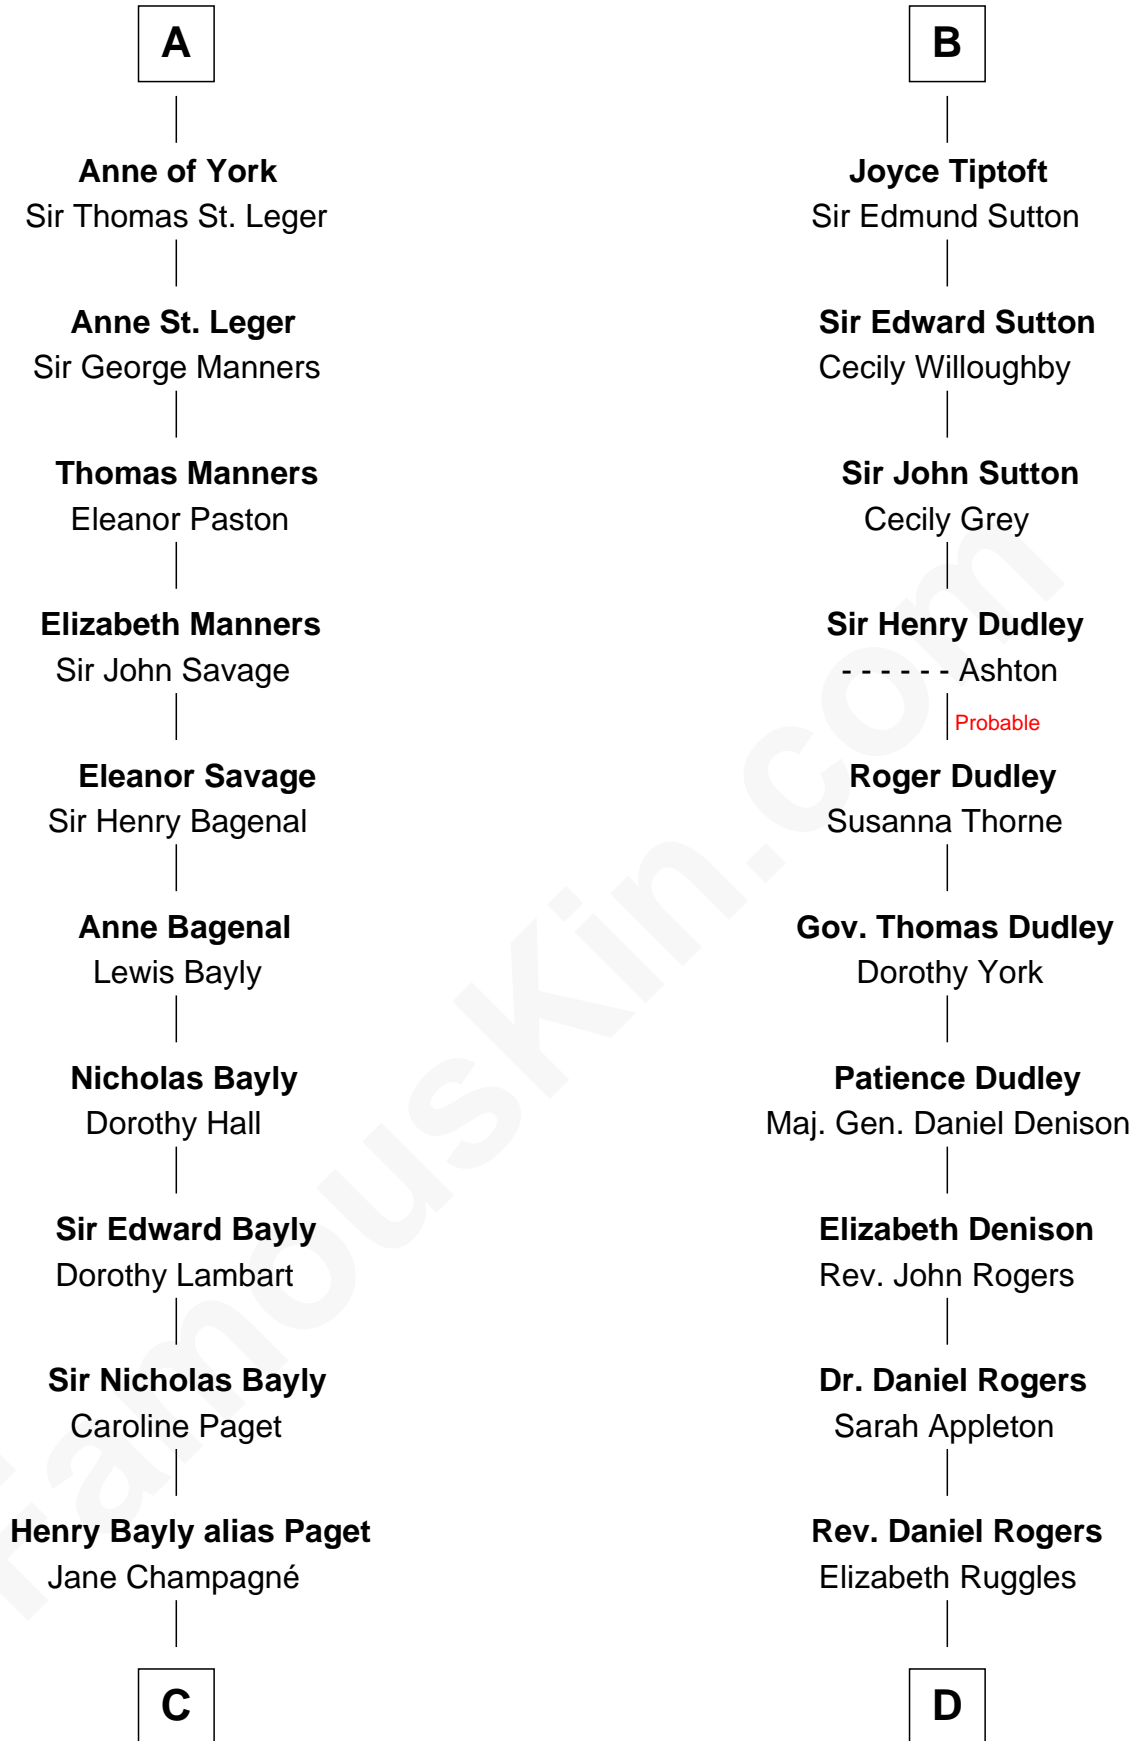 A
Anne of York
Sir Thomas St. Leger
Anne St. Leger
Sir George Manners
Thomas Manners
Eleanor Paston
Elizabeth Manners
Sir John Savage
Eleanor Savage
Sir Henry Bagenal
Anne Bagenal
Lewis Bayly
Nicholas Bayly
Dorothy Hall
Sir Edward Bayly
Dorothy Lambart
Sir Nicholas Bayly
Caroline Paget
Henry Bayly alias Paget
Jane Champagné
C
B
Joyce Tiptoft
Sir Edmund Sutton
Sir Edward Sutton
Cecily Willoughby
Sir John Sutton
Cecily Grey
Sir Henry Dudley
- - - - - - Ashton
Probable
Roger Dudley
Susanna Thorne
Gov. Thomas Dudley
Dorothy York
Patience Dudley
Maj. Gen. Daniel Denison
Elizabeth Denison
Rev. John Rogers
Dr. Daniel Rogers
Sarah Appleton
Rev. Daniel Rogers
Elizabeth Ruggles
D
FamousKin.com